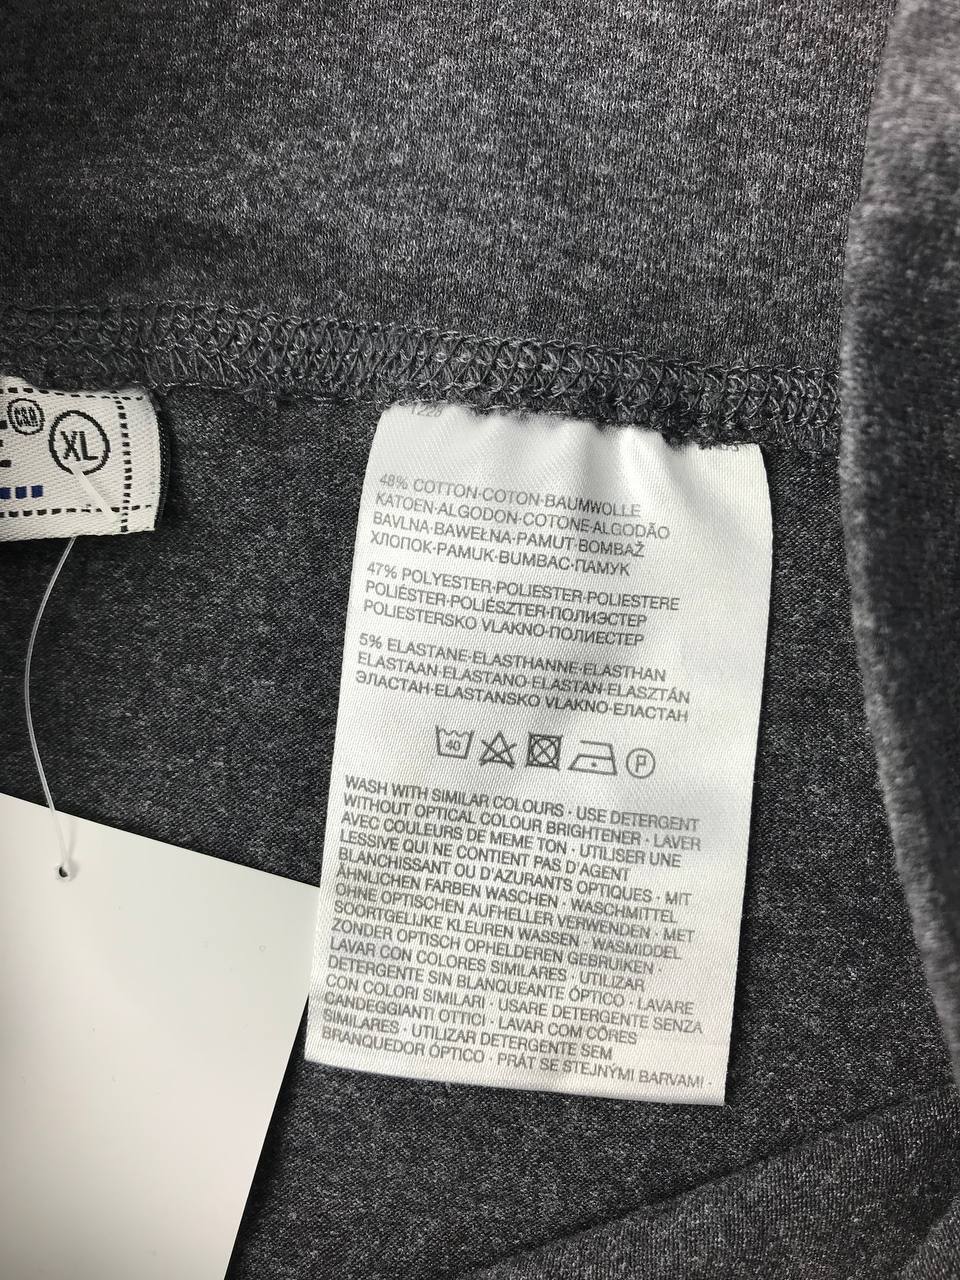 C&A
XL
48% COTTON·COTON·BAUMWOLLE
KATOEN·ALGODON·COTONE·ALGODÃO
BAVLNA·BAWEŁNA·PAMUT·BOMBAŽ
ХЛОПОК·PAMUK·BUMBAC·ПАМУК
47% POLYESTER·POLIESTER·POLIESTERE
POLIÉSTER·POLIÉSZTER·ПОЛИЭСТЕР
POLIESTERSKO VLAKNO·ПОЛИЕСТЕР
5% ELASTANE·ELASTHANNE·ELASTHAN
ELASTAAN·ELASTANO·ELASTAN·ELASZTÁN
ЭЛАСТАН·ELASTANSKO VLAKNO·ЕЛАСТАН
40 P
WASH WITH SIMILAR COLOURS · USE DETERGENT
WITHOUT OPTICAL COLOUR BRIGHTENER · LAVER
AVEC COULEURS DE MEME TON · UTILISER UNE
LESSIVE QUI NE CONTIENT PAS D'AGENT
BLANCHISSANT OU D'AZURANTS OPTIQUES · MIT
ÄHNLICHEN FARBEN WASCHEN · WASCHMITTEL
OHNE OPTISCHEN AUFHELLER VERWENDEN · MET
SOORTGELIJKE KLEUREN WASSEN · WASMIDDEL
ZONDER OPTISCH OPHELDEREN GEBRUIKEN ·
LAVAR CON COLORES SIMILARES · UTILIZAR
DETERGENTE SIN BLANQUEANTE ÓPTICO · LAVARE
CON COLORI SIMILARI · USARE DETERGENTE SENZA
CANDEGGIANTI OTTICI · LAVAR COM CÔRES
SIMILARES · UTILIZAR DETERGENTE SEM
BRANQUEDOR ÓPTICO · PRÁT SE STEJNÝMI BARVAMI ·